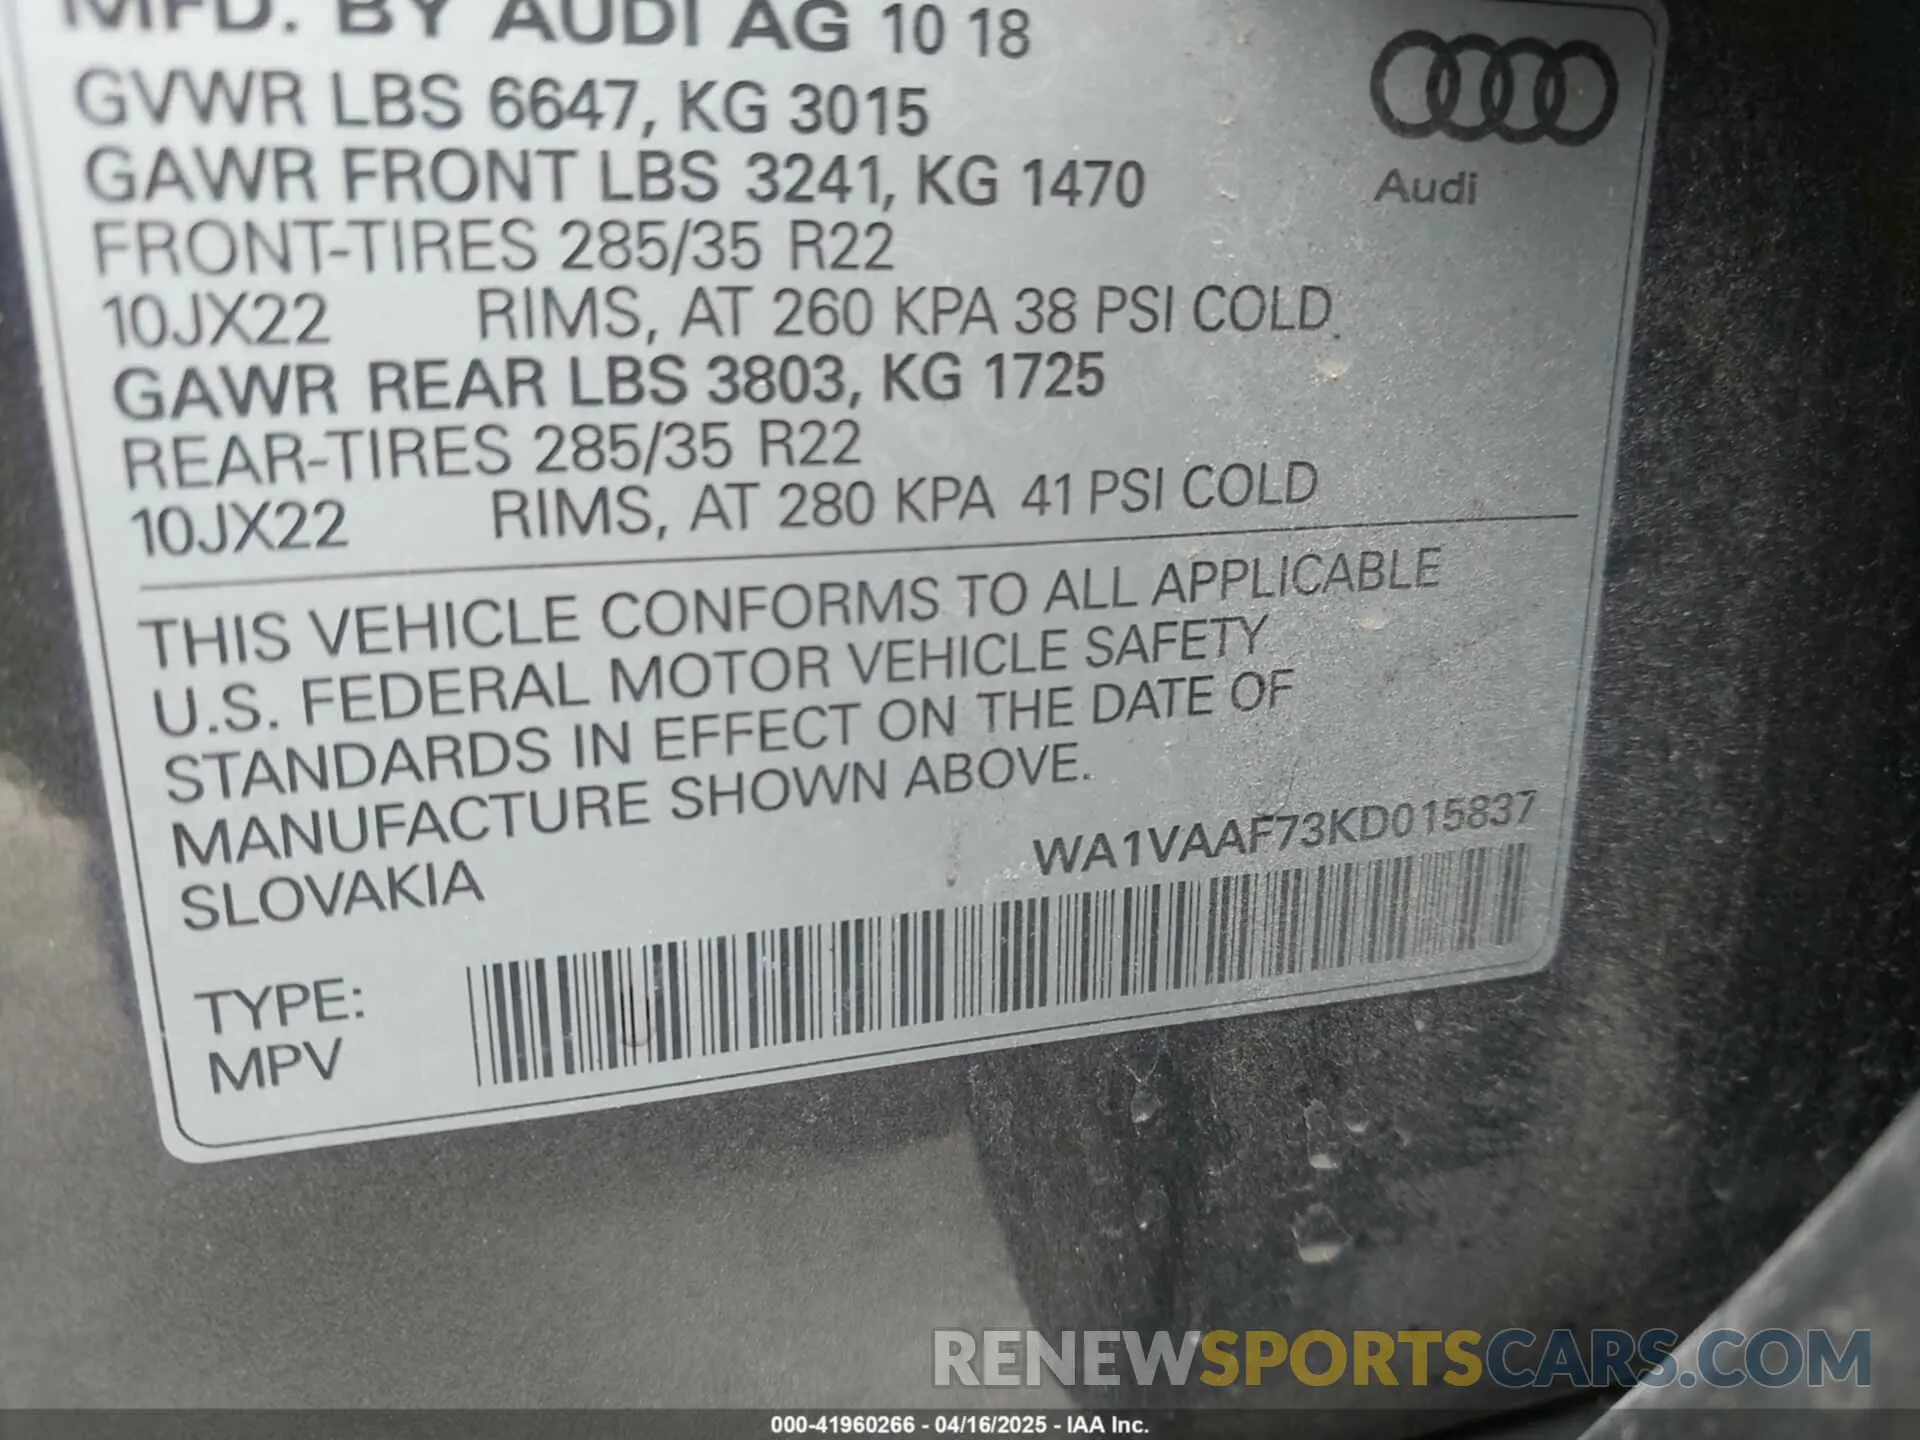 MFD. BY AUDI AG 10 18
GVWR LBS 6647, KG 3015
GAWR FRONT LBS 3241, KG 1470
FRONT-TIRES 285/35 R22
10JX22 RIMS, AT 260 KPA 38 PSI COLD
GAWR REAR LBS 3803, KG 1725
REAR-TIRES 285/35 R22
10JX22 RIMS, AT 280 KPA 41 PSI COLD
Audi
THIS VEHICLE CONFORMS TO ALL APPLICABLE
U.S. FEDERAL MOTOR VEHICLE SAFETY
STANDARDS IN EFFECT ON THE DATE OF
MANUFACTURE SHOWN ABOVE.
SLOVAKIA
WA1VAAF73KD015837
TYPE:
MPV
RENEWSPORTSCARS.COM
000-41960266 - 04/16/2025 - IAA Inc.